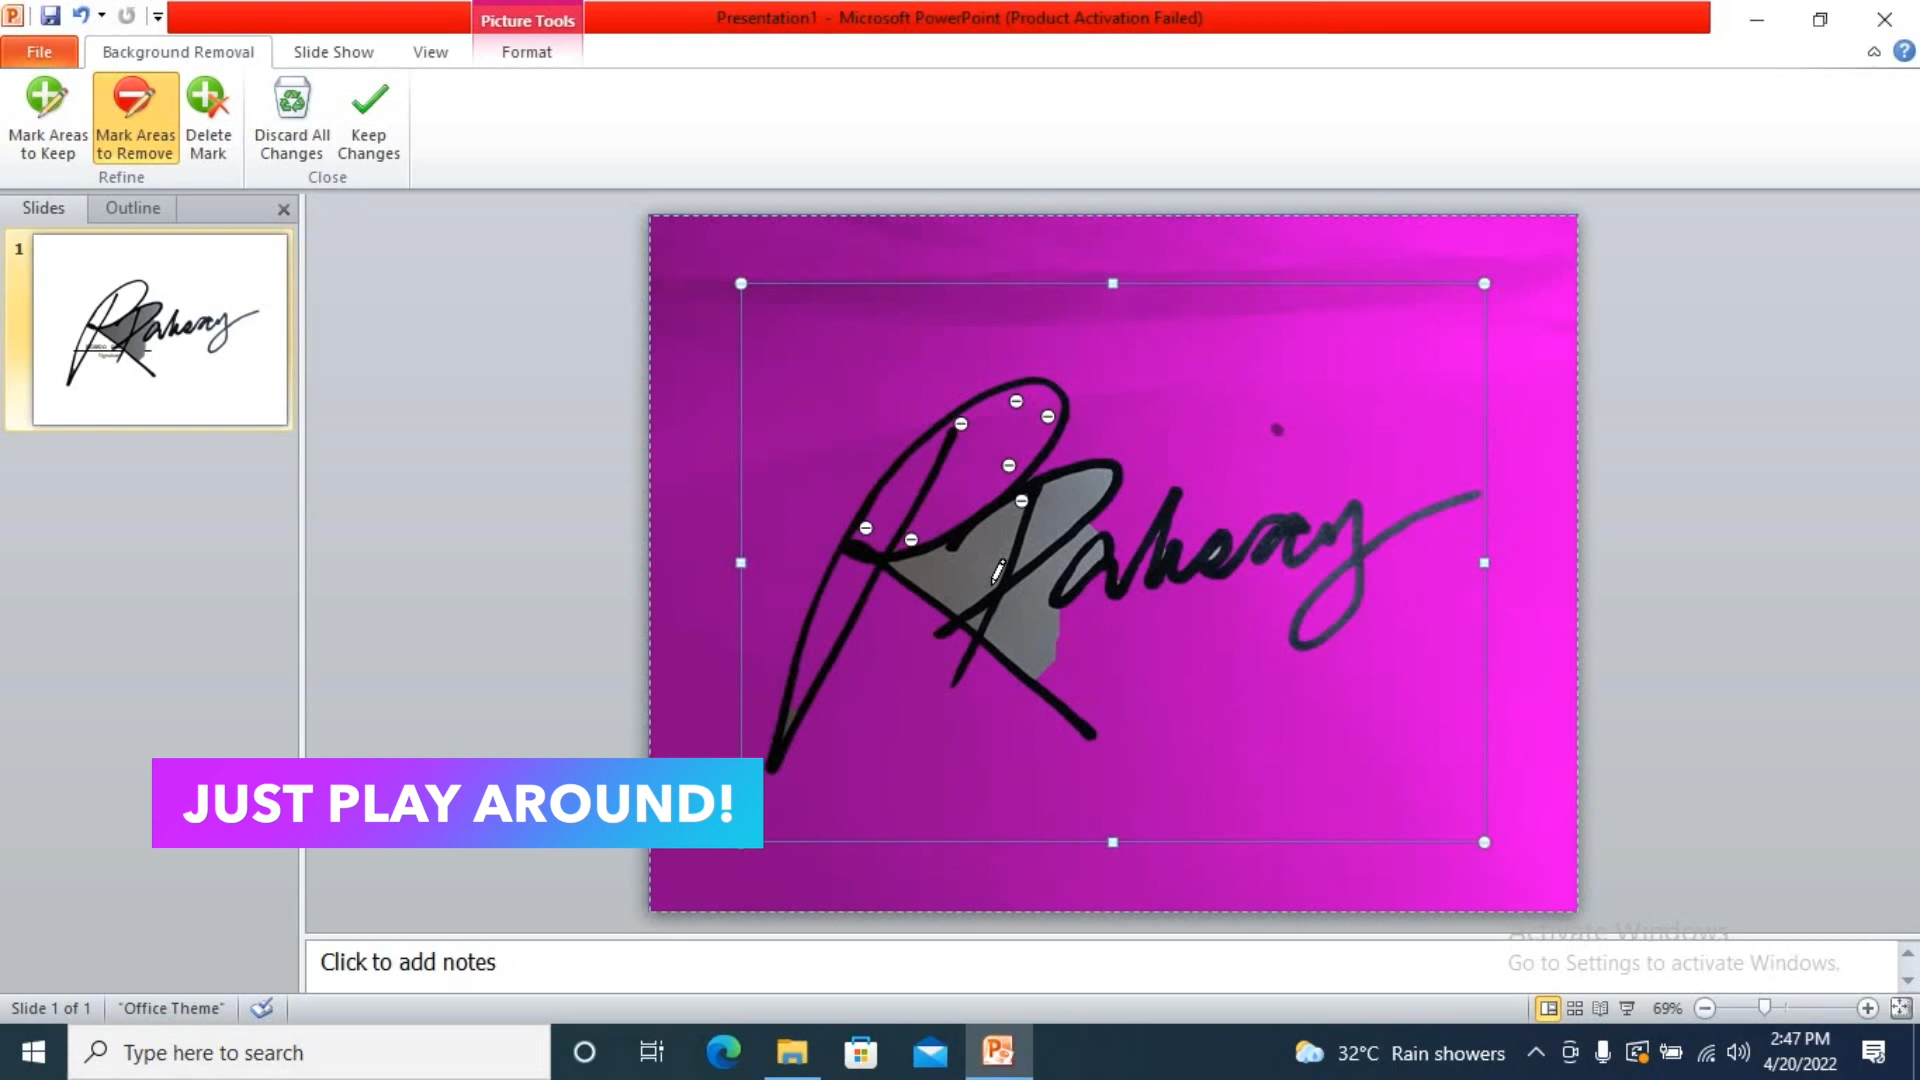 Picture Tools
Presentation1 - Microsoft PowerPoint (Product Activation Failed)
File
Background Removal
Slide Show
View
Format
Mark Areas to Keep
Mark Areas to Remove
Delete Mark
Discard All Changes
Keep Changes
Refine
Close
Slides
Outline
1
JUST PLAY AROUND!
Click to add notes
Activate Windows
Go to Settings to activate Windows.
Slide 1 of 1
"Office Theme"
69%
Type here to search
32°C Rain showers
2:47 PM
4/20/2022